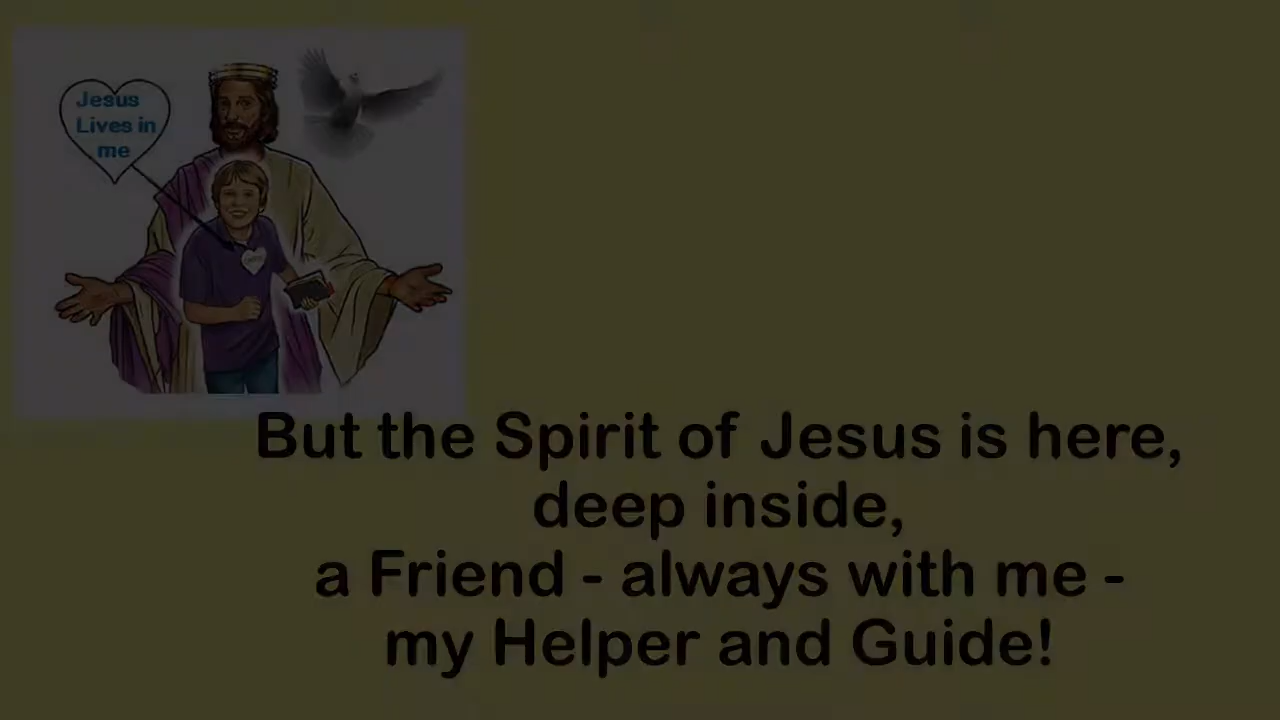 Jesus
Lives in
me
But the Spirit of Jesus is here,
deep inside,
a Friend - always with me -
my Helper and Guide!